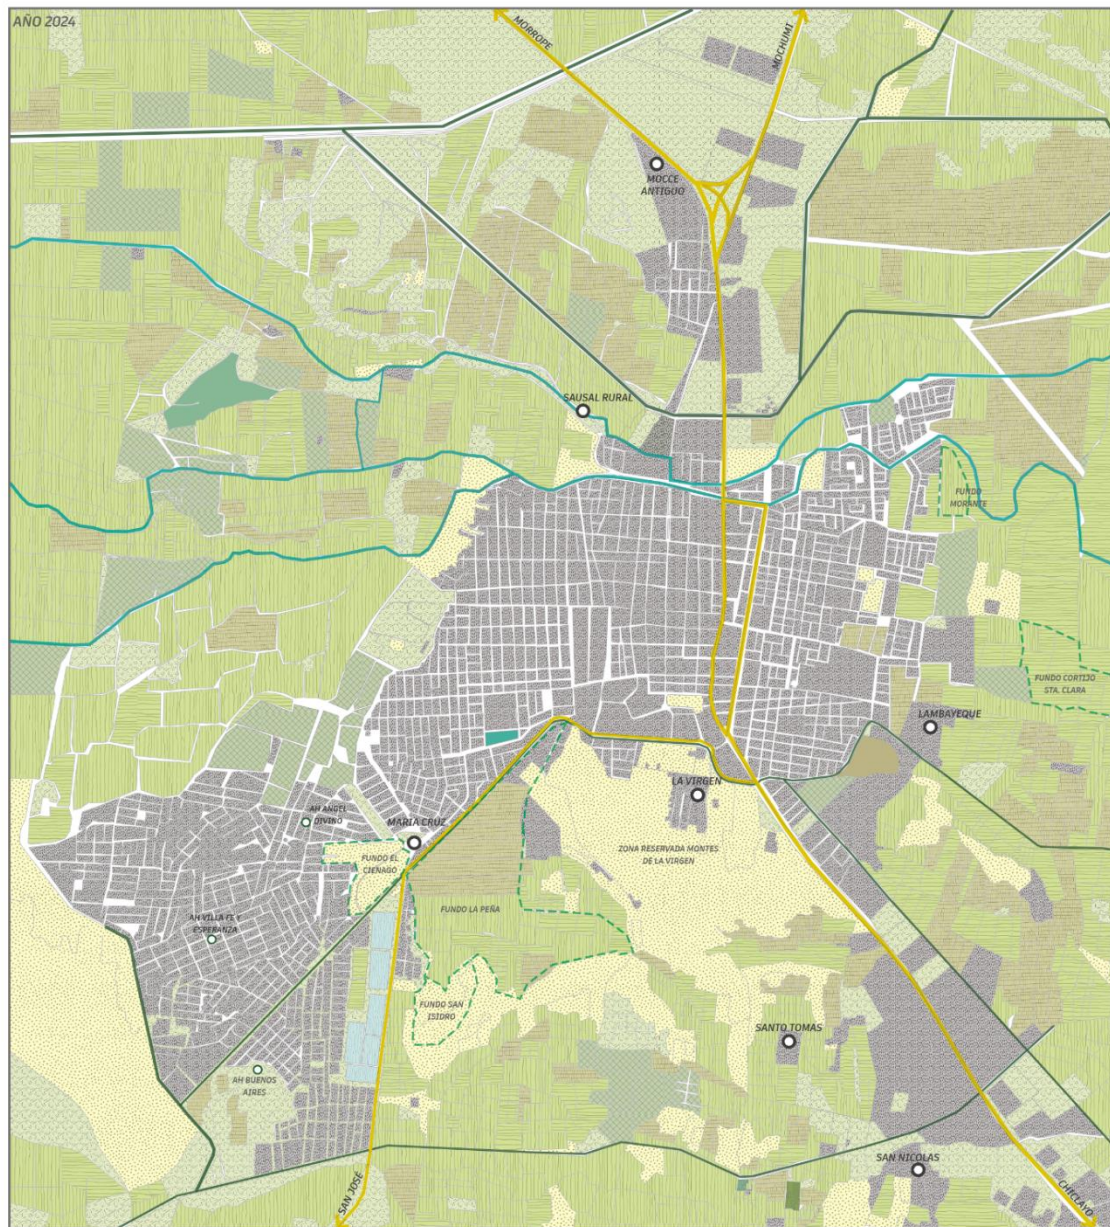 AÑO 2024
MORROPE
MOCHUMI
MOCCE
ANTIGUO
SAUSAL RURAL
FUNDO
MORANTE
FUNDO CORTIJO
STA. CLARA
LAMBAYEQUE
LA VIRGEN
AH ANGEL
DIVINO
MARIA CRUZ
ZONA RESERVADA MONTES
DE LA VIRGEN
FUNDO EL
CIENAGO
FUNDO LA PEÑA
AH VILLA FE Y
ESPERANZA
FUNDO SAN
ISIDRO
SANTO TOMAS
AH BUENOS
AIRES
SAN NICOLAS
SAN JOSÉ
CHICLAYO